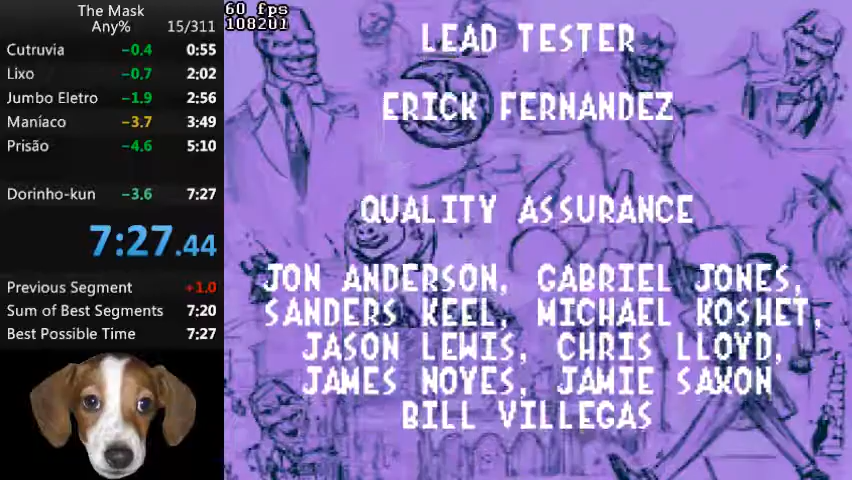 The Mask
Any% 15/311
Cutruvia -0.4 0:55
Lixo -0.7 2:02
Jumbo Eletro -1.9 2:56
Maníaco -3.7 3:49
Prisão -4.6 5:10
Dorinho-kun -3.6 7:27
7:27.44
Previous Segment +1.0
Sum of Best Segments 7:20
Best Possible Time 7:27
60 fps
108201
LEAD TESTER
ERICK FERNANDEZ
QUALITY ASSURANCE
JON ANDERSON, GABRIEL JONES,
SANDERS KEEL, MICHAEL KOSHET,
JASON LEWIS, CHRIS LLOYD,
JAMES NOYES, JAMIE SAXON
BILL VILLEGAS